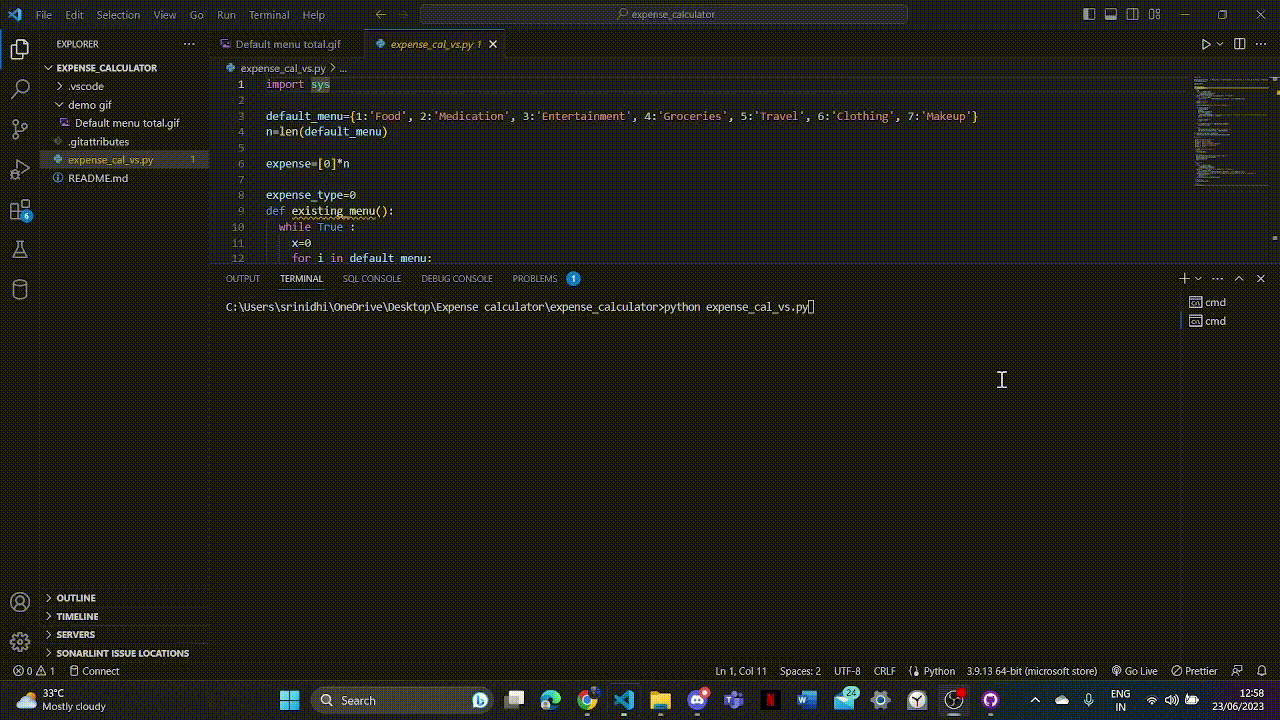 File Edit Selection View Go Run Terminal Help
expense_calculator
EXPLORER
Default menu total.gif
expense_cal_vs.py 1
EXPENSE_CALCULATOR
.vscode
demo gif
Default menu total.gif
.gitattributes
expense_cal_vs.py 1
README.md
6
expense_cal_vs.py > ...
1 import sys
2
3 default_menu={1:'Food', 2:'Medication', 3:'Entertainment', 4:'Groceries', 5:'Travel', 6:'Clothing', 7:'Makeup'}
4 n=len(default_menu)
5
6 expense=[0]*n
7
8 expense_type=0
9 def existing_menu():
10 while True :
11 x=0
12 for i in default_menu:
OUTPUT TERMINAL SQL CONSOLE DEBUG CONSOLE PROBLEMS 1
C:\Users\srinidhi\OneDrive\Desktop\Expense calculator\expense_calculator>python expense_cal_vs.py
cmd
cmd
OUTLINE
TIMELINE
SERVERS
SONARLINT ISSUE LOCATIONS
0 1 Connect
Ln 1, Col 11 Spaces: 2 UTF-8 CRLF Python 3.9.13 64-bit (microsoft store) Go Live Prettier
33°C
Mostly cloudy
Search
24
ENG
IN
12:58
23/06/2023